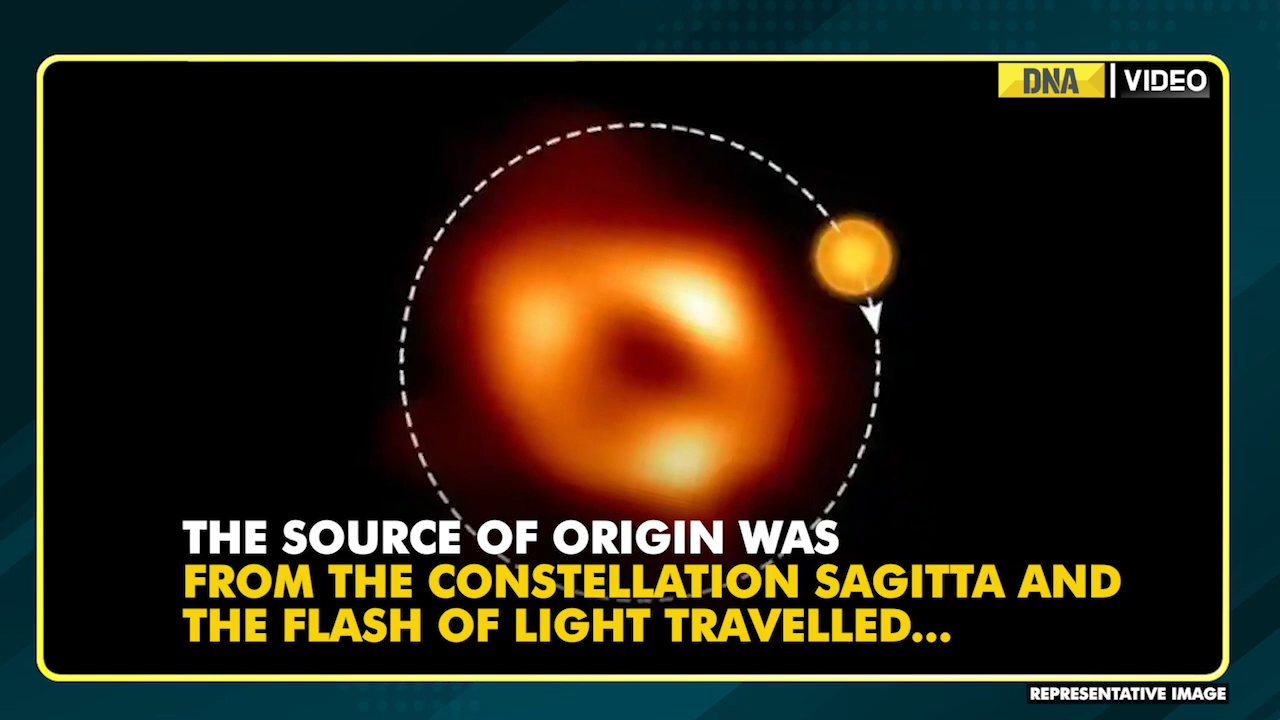 DNA VIDEO
THE SOURCE OF ORIGIN WAS
FROM THE CONSTELLATION SAGITTA AND
THE FLASH OF LIGHT TRAVELLED...
REPRESENTATIVE IMAGE